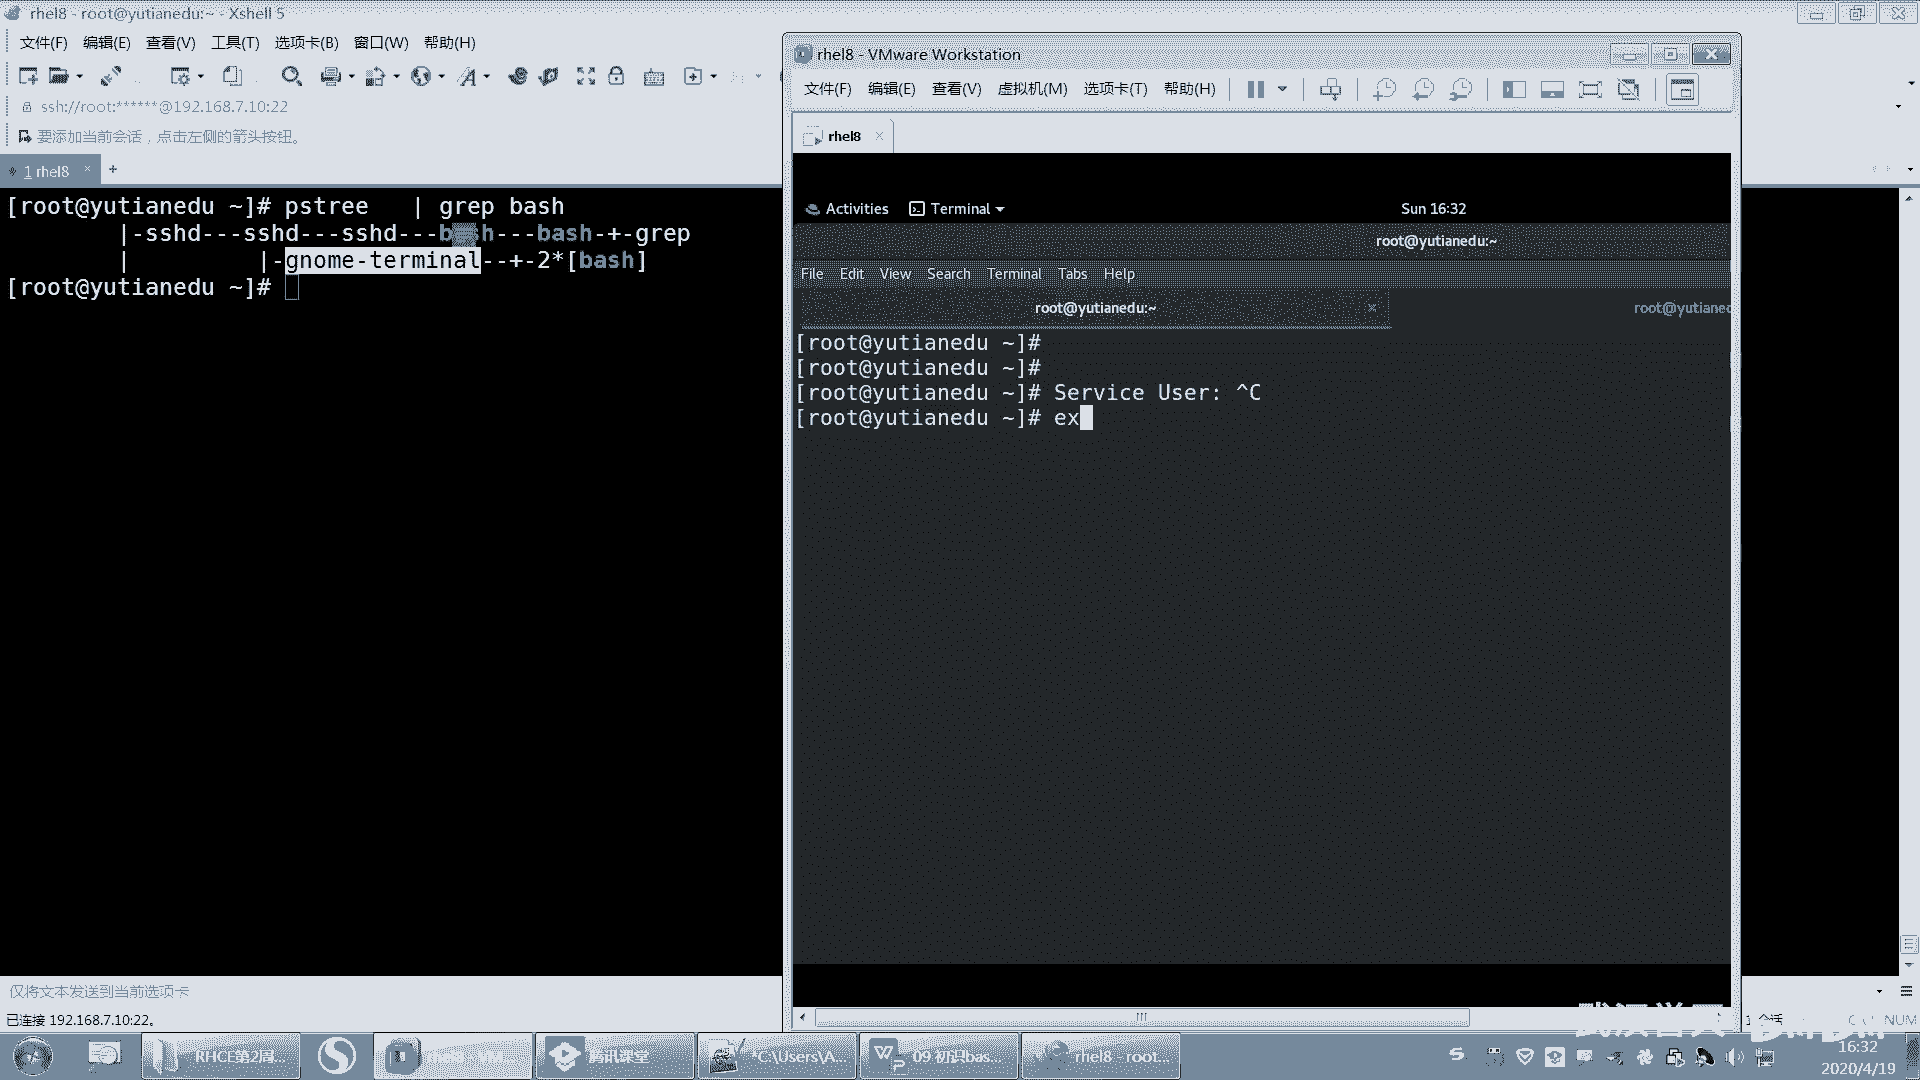 rhel8 - root@yutianedu:~ - Xshell 5
文件(F) 编辑(E) 查看(V) 工具(T) 选项卡(B) 窗口(W) 帮助(H)
ssh://root:******@192.168.7.10:22
要添加当前会话，点击左侧的箭头按钮。
1 rhel8
[root@yutianedu ~]# pstree   | grep bash
|-sshd---sshd---sshd---bash---bash-+-grep
|         |-gnome-terminal--+-2*[bash]
[root@yutianedu ~]#
rhel8 - VMware Workstation
文件(F) 编辑(E) 查看(V) 虚拟机(M) 选项卡(T) 帮助(H)
rhel8
Activities Terminal Sun 16:32
root@yutianedu:~
File Edit View Search Terminal Tabs Help
root@yutianedu:~ root@yutianed
[root@yutianedu ~]#
[root@yutianedu ~]#
[root@yutianedu ~]# Service User: ^C
[root@yutianedu ~]# ex
仅将文本发送到当前选项卡
已连接 192.168.7.10:22。
NUM
RHCE第2周... 腾讯课堂 *C:\Users\A... 09 初识bas... rhel8 - root...
16:32
2020/4/19